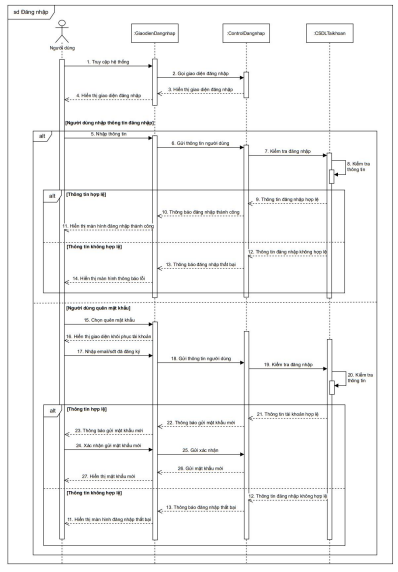 sd Đăng nhập
:GiaodienDangnhap
:ControlDangnhap
:CSDLTaikhoan
Người dùng
1. Truy cập hệ thống
2. Gọi giao diện đăng nhập
3. Hiển thị giao diện đăng nhập
4. Hiển thị giao diện đăng nhập
[Người dùng nhập thông tin đăng nhập]
alt
5. Nhập thông tin
6. Gửi thông tin người dùng
7. Kiểm tra đăng nhập
8. Kiểm tra
thông tin
alt
[Thông tin hợp lệ]
9. Thông tin đăng nhập hợp lệ
10. Thông báo đăng nhập thành công
11. Hiển thị màn hình đăng nhập thành công
[Thông tin không hợp lệ]
12. Thông tin đăng nhập không hợp lệ
13. Thông báo đăng nhập thất bại
14. Hiển thị màn hình thông báo lỗi
[Người dùng quên mật khẩu]
15. Chọn quên mật khẩu
16. Hiển thị giao diện khôi phục tài khoản
17. Nhập email/sdt đã đăng ký
18. Gửi thông tin người dùng
19. Kiểm tra đăng nhập
20. Kiểm tra
thông tin
alt
[Thông tin hợp lệ]
21. Thông tin tài khoản hợp lệ
22. Thông báo gửi mật khẩu mới
23. Thông báo gửi mật khẩu mới
24. Xác nhận gửi mật khẩu mới
25. Gửi xác nhận
26. Gửi mật khẩu mới
27. Hiển thị mật khẩu mới
[Thông tin không hợp lệ]
12. Thông tin đăng nhập không hợp lệ
13. Thông báo đăng nhập thất bại
11. Hiển thị màn hình đăng nhập thất bại